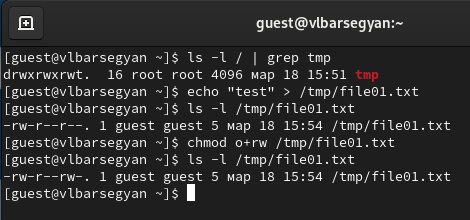 guest@vlbarsegyan:~
[guest@vlbarsegyan ~]$ ls -l / | grep tmp
drwxrwxrwt.  16 root root 4096 мар 18 15:51 tmp
[guest@vlbarsegyan ~]$ echo "test" > /tmp/file01.txt
[guest@vlbarsegyan ~]$ ls -l /tmp/file01.txt
-rw-r--r--. 1 guest guest 5 мар 18 15:54 /tmp/file01.txt
[guest@vlbarsegyan ~]$ chmod o+rw /tmp/file01.txt
[guest@vlbarsegyan ~]$ ls -l /tmp/file01.txt
-rw-r--rw-. 1 guest guest 5 мар 18 15:54 /tmp/file01.txt
[guest@vlbarsegyan ~]$